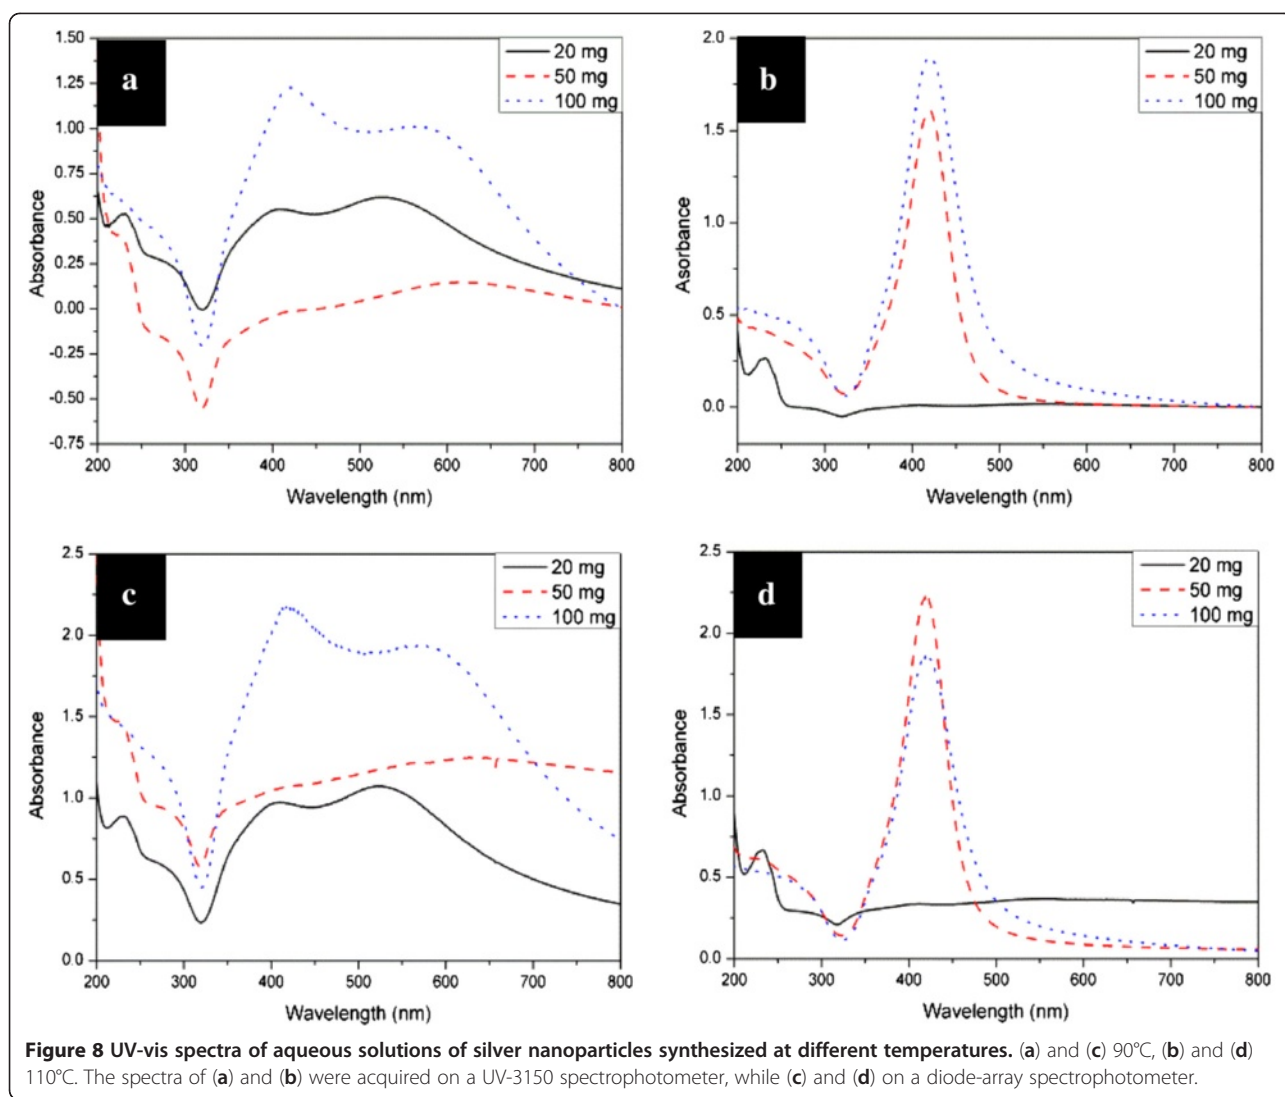 a
20 mg
50 mg
100 mg
1.50
1.25
1.00
0.75
0.50
0.25
0.00
-0.25
-0.50
-0.75
Absorbance
200 300 400 500 600 700 800
Wavelength (nm)
b
20 mg
50 mg
100 mg
2.0
1.5
1.0
0.5
0.0
Asorbance
200 300 400 500 600 700 800
Wavelength (nm)
c
20 mg
50 mg
100 mg
2.5
2.0
1.5
1.0
0.5
0.0
Absorbance
200 300 400 500 600 700 800
Wavelength (nm)
d
20 mg
50 mg
100 mg
2.5
2.0
1.5
1.0
0.5
0.0
Absorbance
200 300 400 500 600 700 800
Wavelength (nm)
Figure 8 UV-vis spectra of aqueous solutions of silver nanoparticles synthesized at different temperatures. (a) and (c) 90°C, (b) and (d)
110°C. The spectra of (a) and (b) were acquired on a UV-3150 spectrophotometer, while (c) and (d) on a diode-array spectrophotometer.